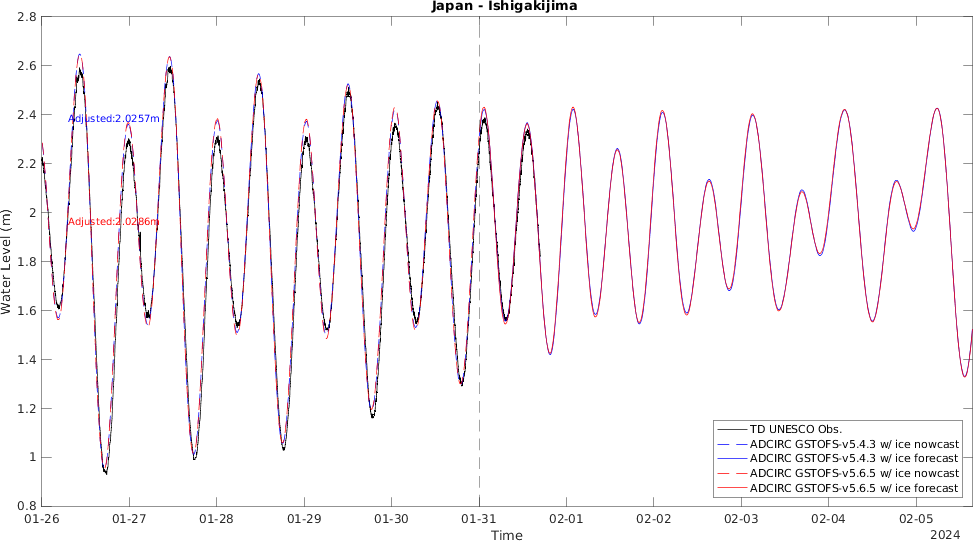 Japan - Ishigakijima
2.8
2.6
2.4
2.2
2
1.8
1.6
1.4
1.2
1
0.8
Water Level (m)
Adjusted:2.0257m
Adjusted:2.0286m
TD UNESCO Obs.
ADCIRC GSTOFS-v5.4.3 w/ ice nowcast
ADCIRC GSTOFS-v5.4.3 w/ ice forecast
ADCIRC GSTOFS-v5.6.5 w/ ice nowcast
ADCIRC GSTOFS-v5.6.5 w/ ice forecast
01-26 01-27 01-28 01-29 01-30 01-31 02-01 02-02 02-03 02-04 02-05
Time
2024